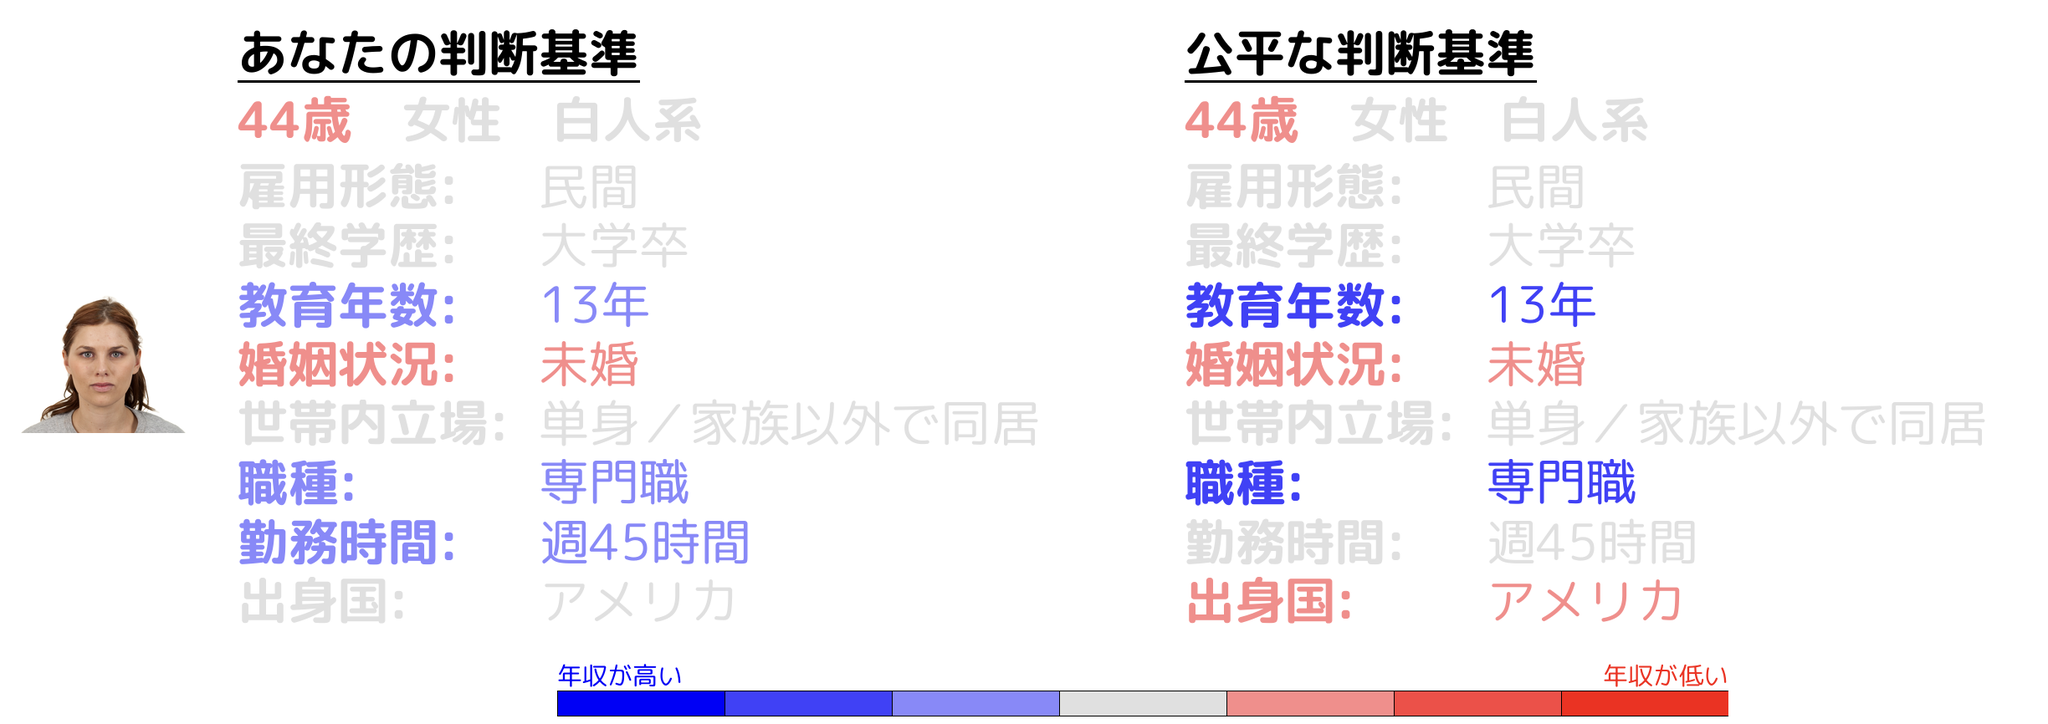 あなたの判断基準
44歳 女性 白人系
雇用形態: 民間
最終学歴: 大学卒
教育年数: 13年
婚姻状況: 未婚
世帯内立場: 単身／家族以外で同居
職種: 専門職
勤務時間: 週45時間
出身国: アメリカ
公平な判断基準
44歳 女性 白人系
雇用形態: 民間
最終学歴: 大学卒
教育年数: 13年
婚姻状況: 未婚
世帯内立場: 単身／家族以外で同居
職種: 専門職
勤務時間: 週45時間
出身国: アメリカ
年収が高い
年収が低い